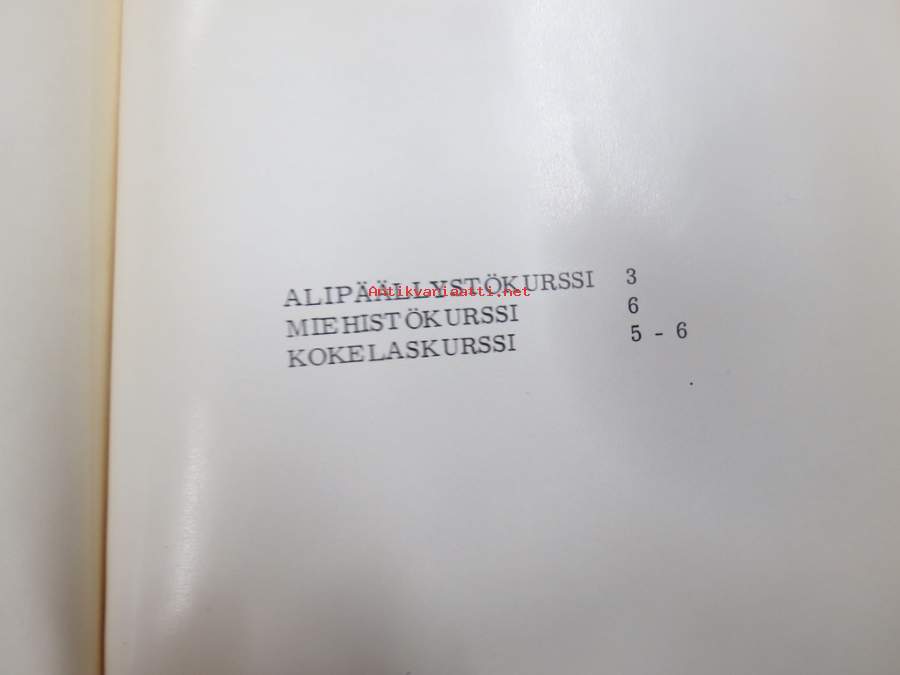 ALIPÄÄLLYSTÖKURSSI 3
Antikvariaatti.net
MIEHISTÖKURSSI 6
KOKELASKURSSI 5 - 6